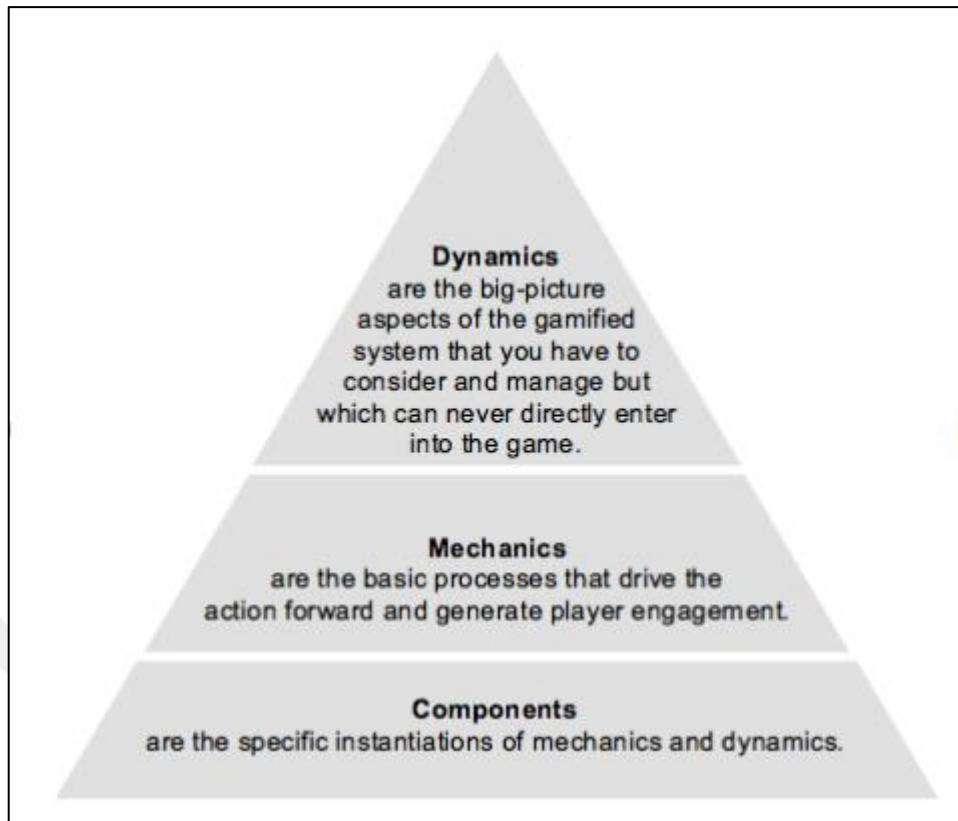 Dynamics
are the big-picture
aspects of the gamified
system that you have to
consider and manage but
which can never directly enter
into the game.
Mechanics
are the basic processes that drive the
action forward and generate player engagement.
Components
are the specific instantiations of mechanics and dynamics.